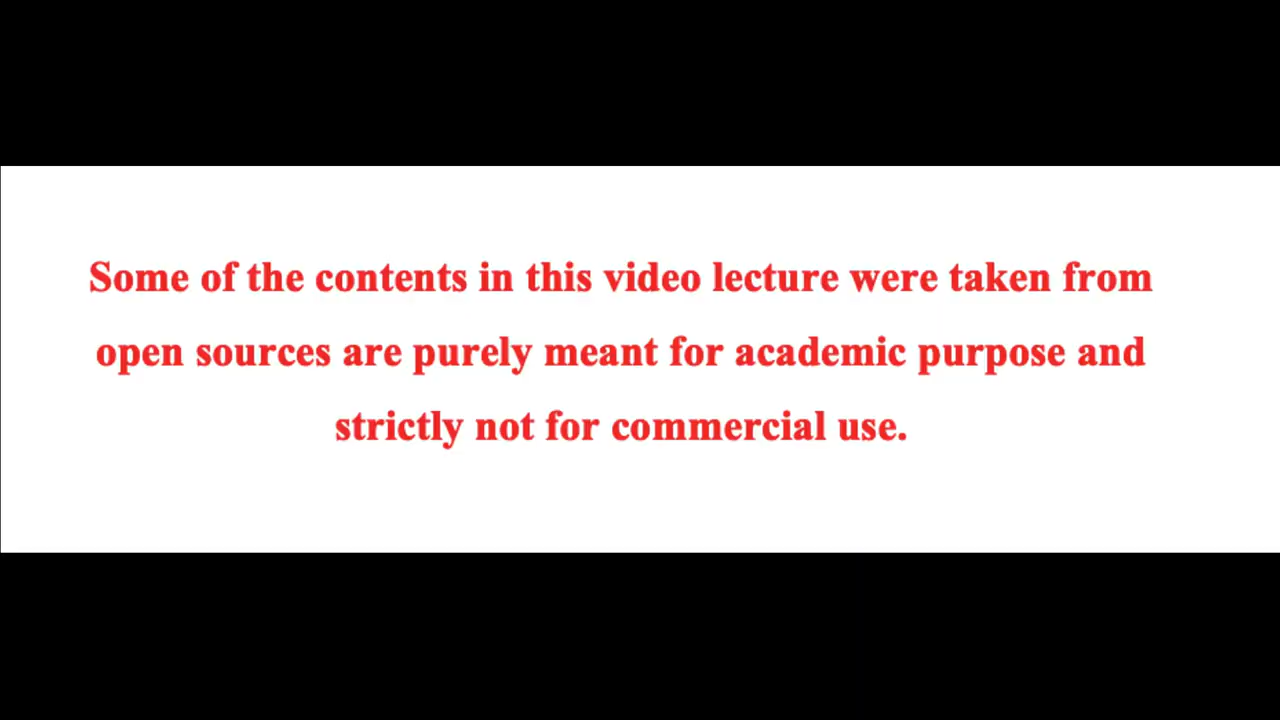 Some of the contents in this video lecture were taken from
open sources are purely meant for academic purpose and
strictly not for commercial use.